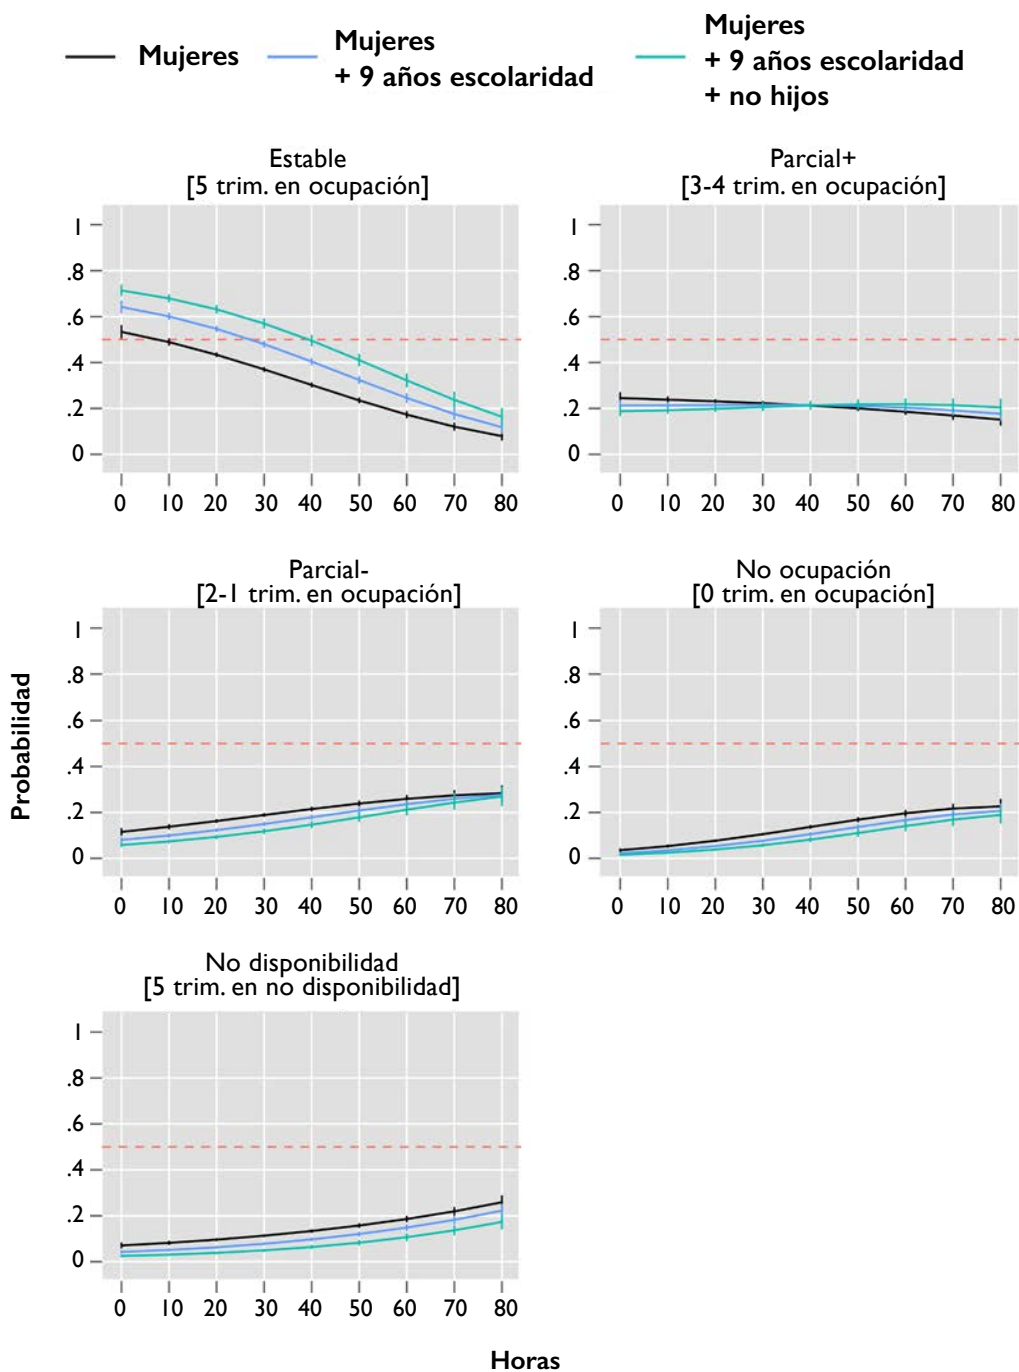 Mujeres
Mujeres
+ 9 años escolaridad
Mujeres
+ 9 años escolaridad
+ no hijos
Estable
[5 trim. en ocupación]
1
.8
.6
.4
.2
0
0 10 20 30 40 50 60 70 80
Parcial+
[3-4 trim. en ocupación]
1
.8
.6
.4
.2
0
0 10 20 30 40 50 60 70 80
Parcial-
[2-1 trim. en ocupación]
1
.8
.6
.4
.2
0
0 10 20 30 40 50 60 70 80
No ocupación
[0 trim. en ocupación]
1
.8
.6
.4
.2
0
0 10 20 30 40 50 60 70 80
No disponibilidad
[5 trim. en no disponibilidad]
1
.8
.6
.4
.2
0
0 10 20 30 40 50 60 70 80
Probabilidad
Horas